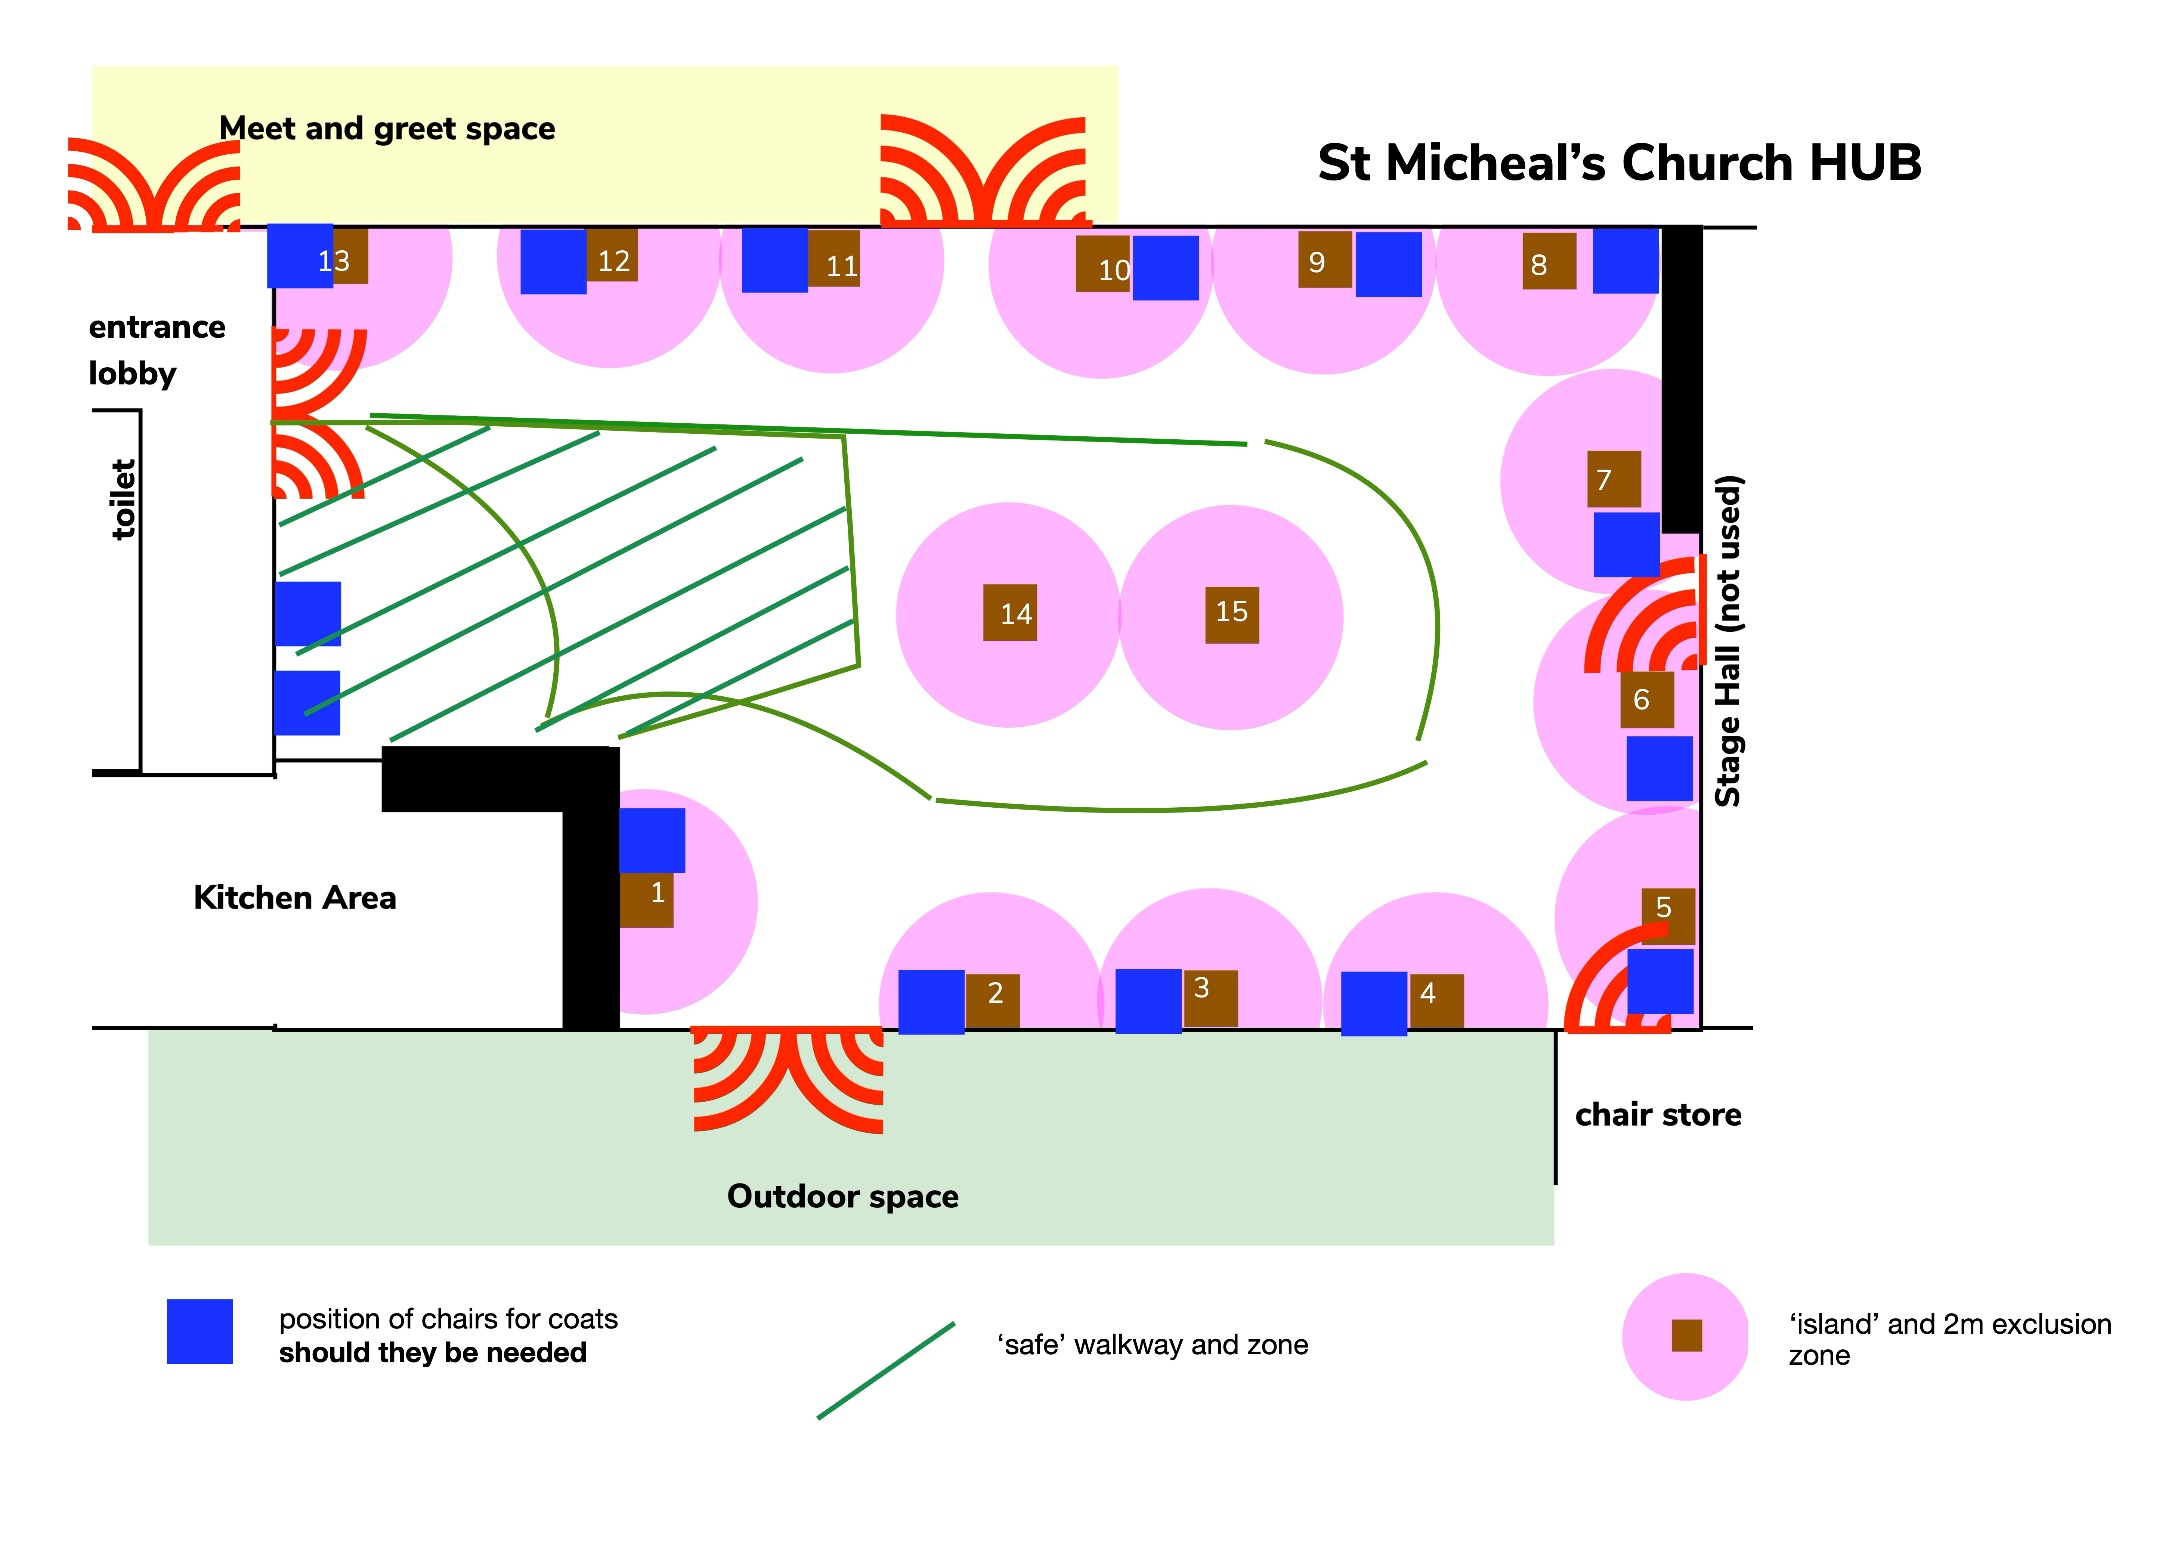 Meet and greet space
St Micheal’s Church HUB
13
12
11
10
9
8
entrance
lobby
toilet
7
14
15
6
Stage Hall (not used)
Kitchen Area
1
5
2
3
4
chair store
Outdoor space
position of chairs for coats
should they be needed
‘safe’ walkway and zone
‘island’ and 2m exclusion
zone